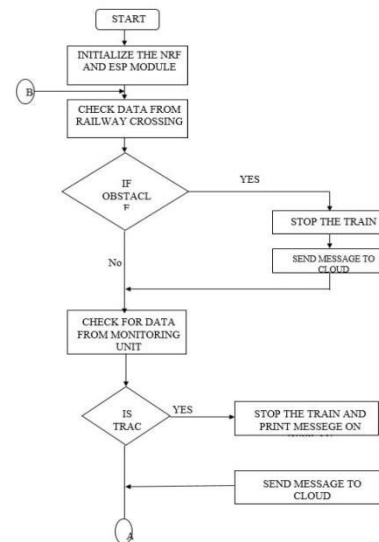 START
INITIALIZE THE NRF
AND ESP MODULE
B
CHECK DATA FROM
RAILWAY CROSSING
IF
OBSTACL
E
YES
STOP THE TRAIN
SEND MESSAGE TO
CLOUD
No
CHECK FOR DATA
FROM MONITORING
UNIT
IS
TRAC
YES
STOP THE TRAIN AND
PRINT MESSEGE ON
SEND MESSAGE TO
CLOUD
A